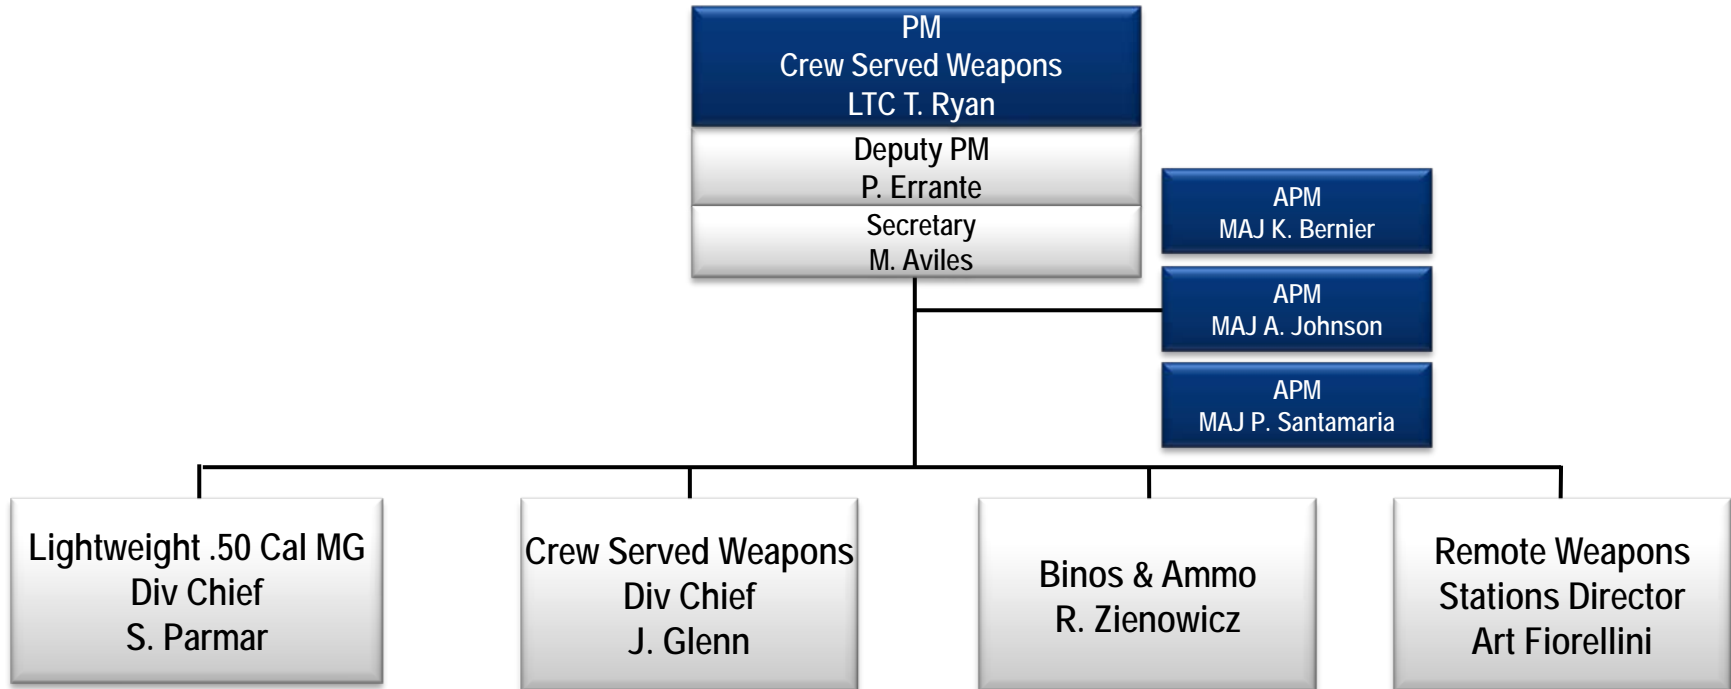 PM
Crew Served Weapons
LTC T. Ryan
Deputy PM
P. Errante
Secretary
M. Aviles
APM
MAJ K. Bernier
APM
MAJ A. Johnson
APM
MAJ P. Santamaria
Lightweight .50 Cal MG
Div Chief
S. Parmar
Crew Served Weapons
Div Chief
J. Glenn
Binos & Ammo
R. Zienowicz
Remote Weapons
Stations Director
Art Fiorellini